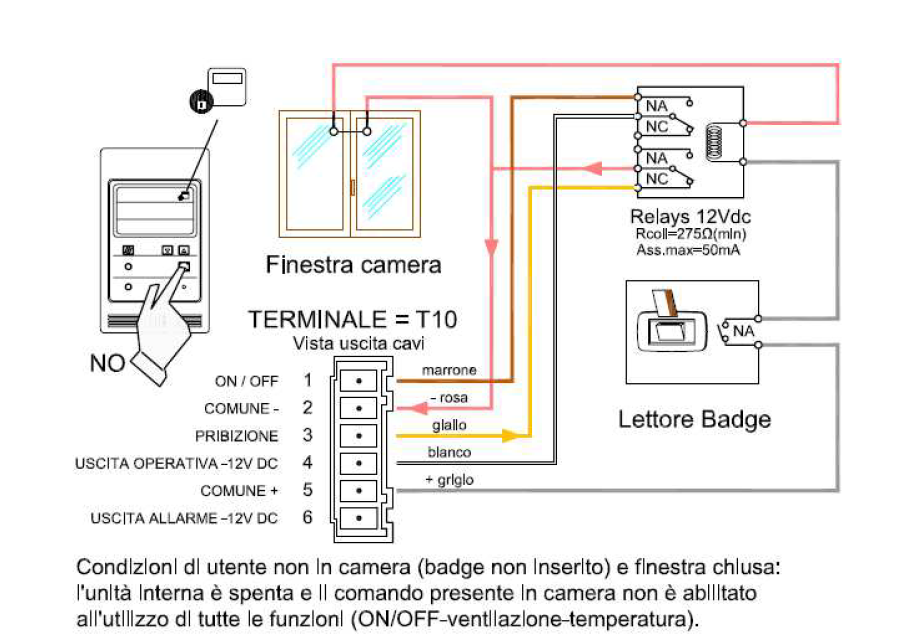 NA
NC
NA
NC
Relays 12Vdc
Rcoil=275Ω(min)
Ass.max=50mA
Finestra camera
TERMINALE = T10
Vista uscita cavi
NO
NA
Lettore Badge
ON / OFF 1 marrone
COMUNE - 2 - rosa
PRIBIZIONE 3 giallo
USCITA OPERATIVA -12V DC 4 bianco
COMUNE + 5 + grigio
USCITA ALLARME -12V DC 6
Condizioni di utente non in camera (badge non inserito) e finestra chiusa:
l'unità interna è spenta e il comando presente in camera non è abilitato
all'utilizzo di tutte le funzioni (ON/OFF-ventilazione-temperatura).